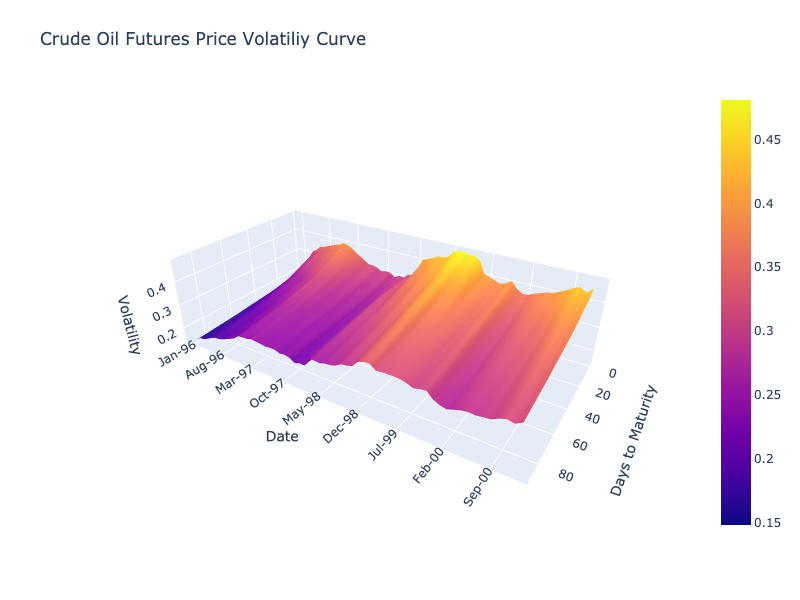 Crude Oil Futures Price Volatiliy Curve
0.45
0.4
0.35
0.3
0.25
0.2
0.15
Volatility
0.4
0.3
0.2
Jan-96
Aug-96
Mar-97
Oct-97
May-98
Dec-98
Jul-99
Feb-00
Sep-00
Date
0
20
40
60
80
Days to Maturity